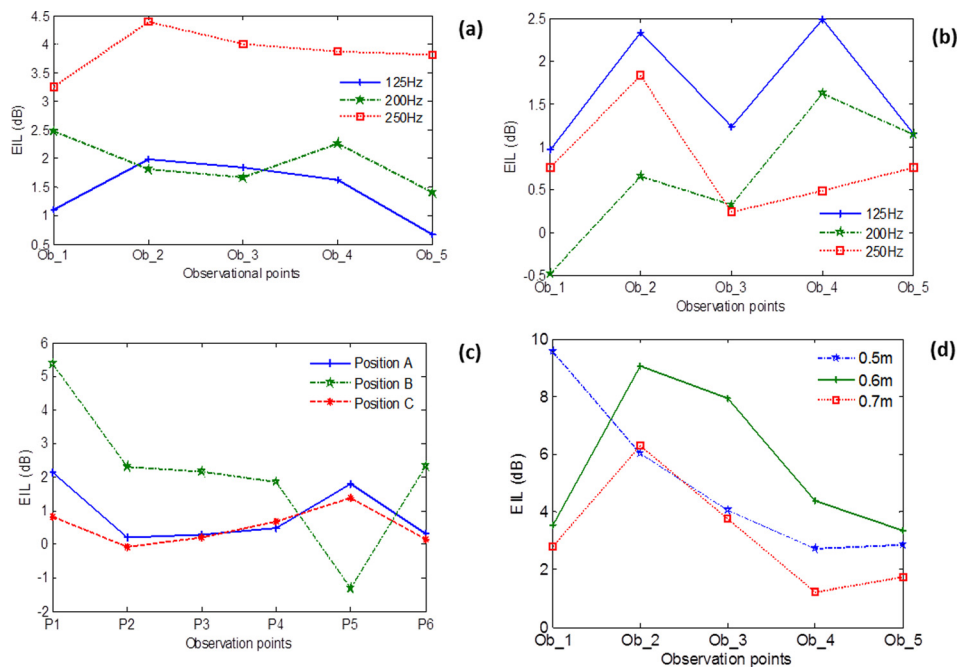 (a)
EIL (dB)
4.5
4
3.5
3
2.5
2
1.5
1
0.5
125Hz
200Hz
250Hz
Ob_1 Ob_2 Ob_3 Ob_4 Ob_5
Observational points
(b)
EIL (dB)
2.5
2
1.5
1
0.5
0
-0.5
125Hz
200Hz
250Hz
Ob_1 Ob_2 Ob_3 Ob_4 Ob_5
Observation points
(c)
EIL (dB)
6
5
4
3
2
1
0
-1
-2
Position A
Position B
Position C
P1 P2 P3 P4 P5 P6
Observation points
(d)
EIL (dB)
10
8
6
4
2
0
0.5m
0.6m
0.7m
Ob_1 Ob_2 Ob_3 Ob_4 Ob_5
Observation points